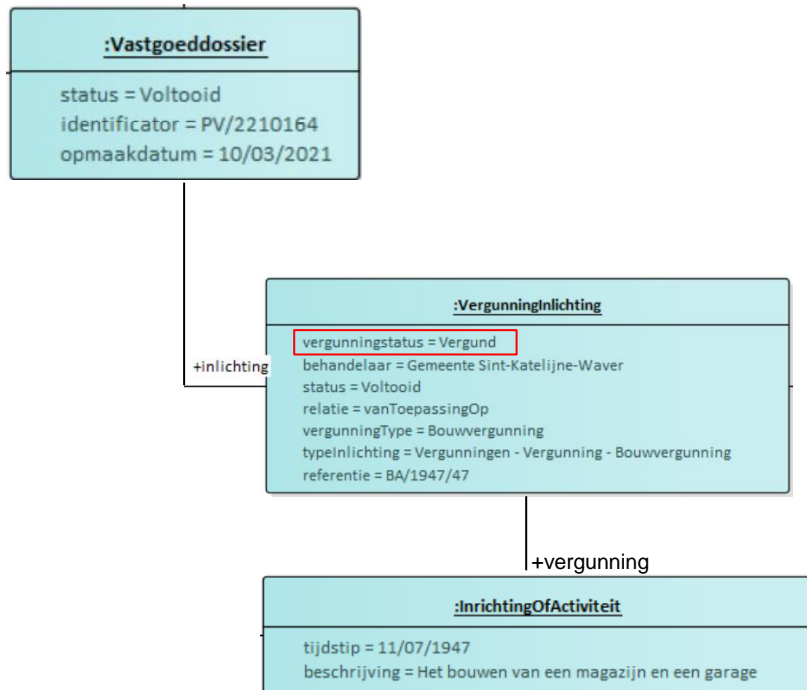 :Vastgoeddossier
status = Voltooid
identificator = PV/2210164
opmaakdatum = 10/03/2021
+inlichting
:VergunningInlichting
vergunningstatus = Vergund
behandelaar = Gemeente Sint-Katelijne-Waver
status = Voltooid
relatie = vanToepassingOp
vergunningType = Bouwvergunning
typeInlichting = Vergunningen - Vergunning - Bouwvergunning
referentie = BA/1947/47
+vergunning
:InrichtingOfActiviteit
tijdstip = 11/07/1947
beschrijving = Het bouwen van een magazijn en een garage